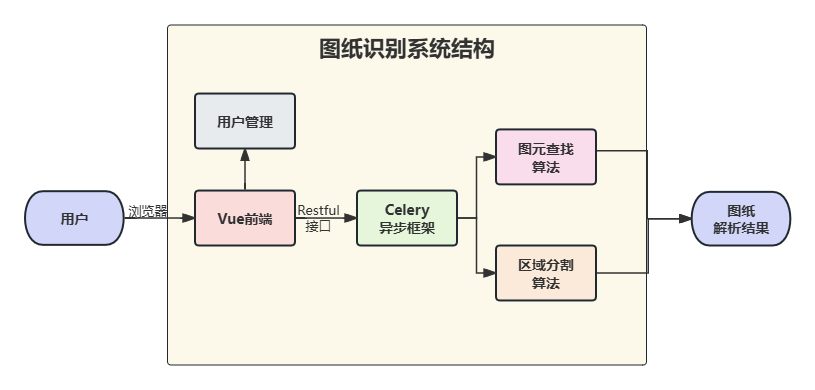 图纸识别系统结构
用户管理
图元查找
算法
用户
浏览器
Vue前端
Restful
接口
Celery
异步框架
图纸
解析结果
区域分割
算法